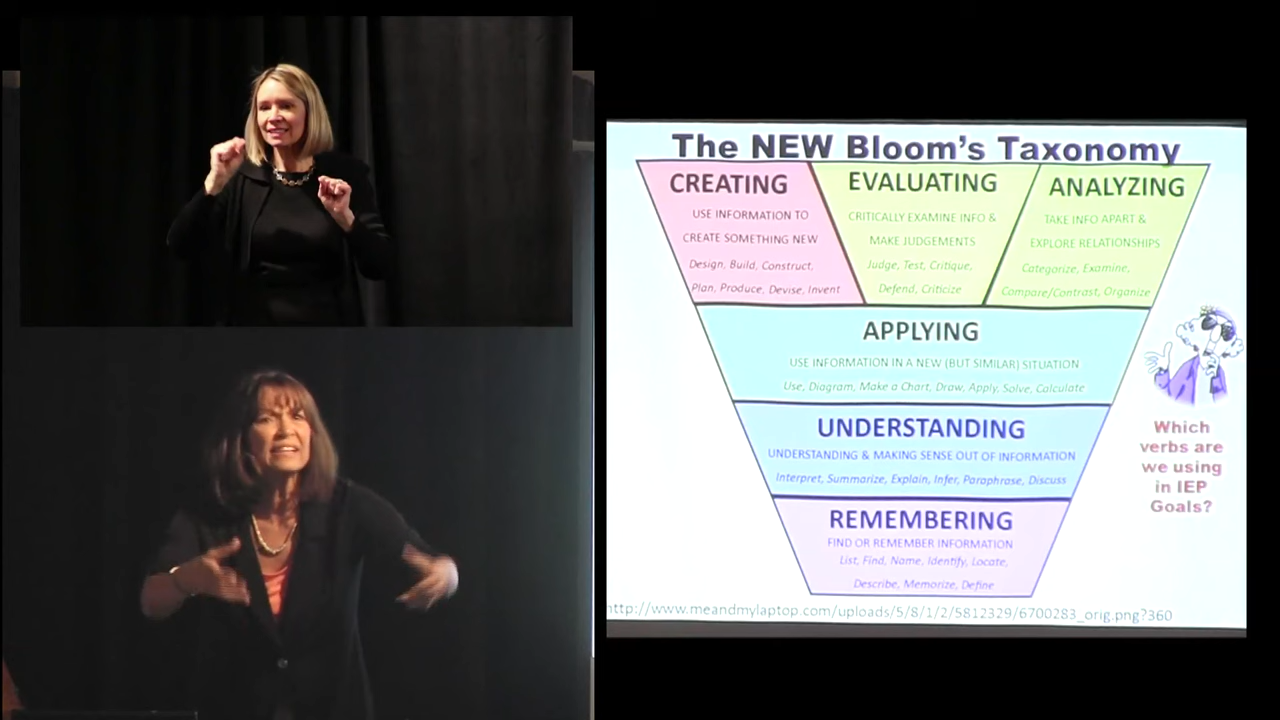 The NEW Bloom's Taxonomy
CREATING
USE INFORMATION TO
CREATE SOMETHING NEW
Design, Build, Construct,
Plan, Produce, Devise, Invent
EVALUATING
CRITICALLY EXAMINE INFO &
MAKE JUDGEMENTS
Judge, Test, Critique,
Defend, Criticize
ANALYZING
TAKE INFO APART &
EXPLORE RELATIONSHIPS
Categorize, Examine,
Compare/Contrast, Organize
APPLYING
USE INFORMATION IN A NEW (BUT SIMILAR) SITUATION
Use, Diagram, Make a Chart, Draw, Apply, Solve, Calculate
UNDERSTANDING
UNDERSTANDING & MAKING SENSE OUT OF INFORMATION
Interpret, Summarize, Explain, Infer, Paraphrase, Discuss
REMEMBERING
FIND OR REMEMBER INFORMATION
List, Find, Name, Identify, Locate,
Describe, Memorize, Define
Which
verbs are
we using
in IEP
Goals?
http://www.meandmylaptop.com/uploads/5/8/1/2/5812329/6700283_orig.png?360